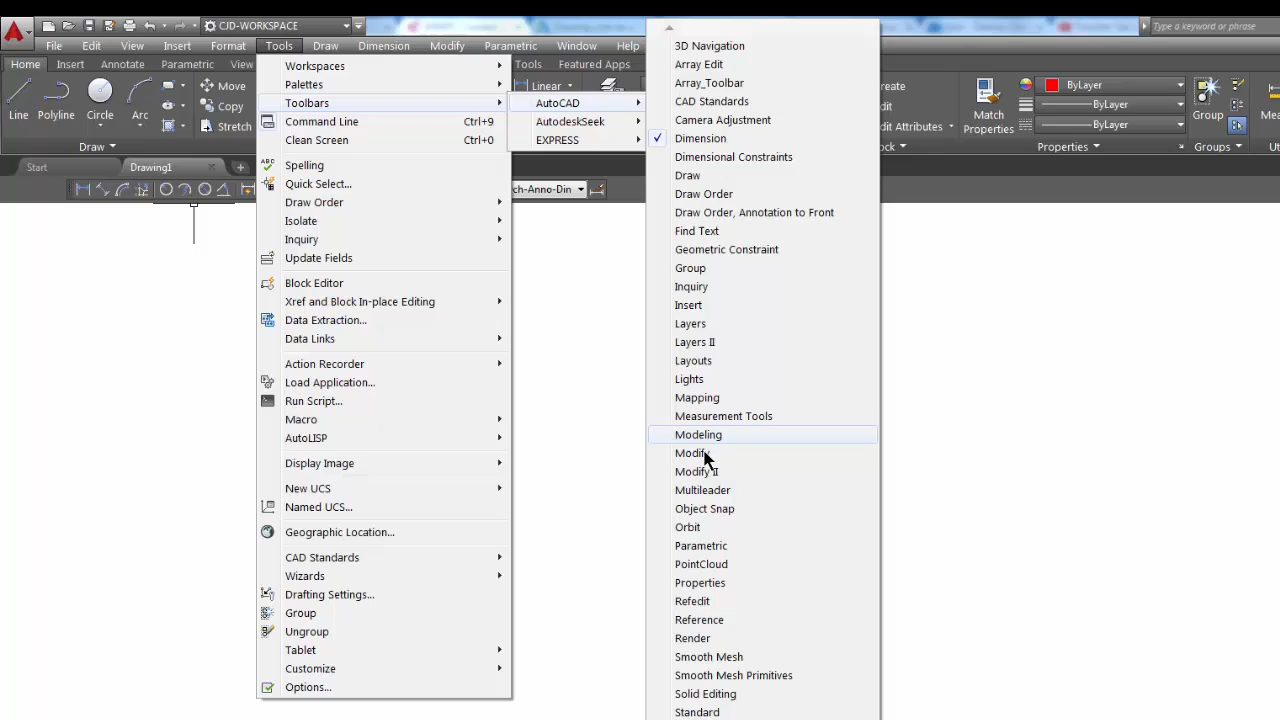 CJD-WORKSPACE
Type a keyword or phrase
File Edit View Insert Format Tools Draw Dimension Modify Parametric Window Help
Home Insert Annotate Parametric View Tools Featured Apps
Line Polyline Circle Arc
Move
Copy
Stretch
Draw
Linear
Edit Attributes
Match
Properties
ByLayer
ByLayer
ByLayer
Properties
Group
Groups
Start Drawing1
ch-Anno-Din
Workspaces
Palettes
Toolbars
Command Line Ctrl+9
Clean Screen Ctrl+0
Spelling
Quick Select...
Draw Order
Isolate
Inquiry
Update Fields
Block Editor
Xref and Block In-place Editing
Data Extraction...
Data Links
Action Recorder
Load Application...
Run Script...
Macro
AutoLISP
Display Image
New UCS
Named UCS...
Geographic Location...
CAD Standards
Wizards
Drafting Settings...
Group
Ungroup
Tablet
Customize
Options...
AutoCAD
AutodeskSeek
EXPRESS
3D Navigation
Array Edit
Array_Toolbar
CAD Standards
Camera Adjustment
Dimension
Dimensional Constraints
Draw
Draw Order
Draw Order, Annotation to Front
Find Text
Geometric Constraint
Group
Inquiry
Insert
Layers
Layers II
Layouts
Lights
Mapping
Measurement Tools
Modeling
Modify
Modify II
Multileader
Object Snap
Orbit
Parametric
PointCloud
Properties
Refedit
Reference
Render
Smooth Mesh
Smooth Mesh Primitives
Solid Editing
Standard